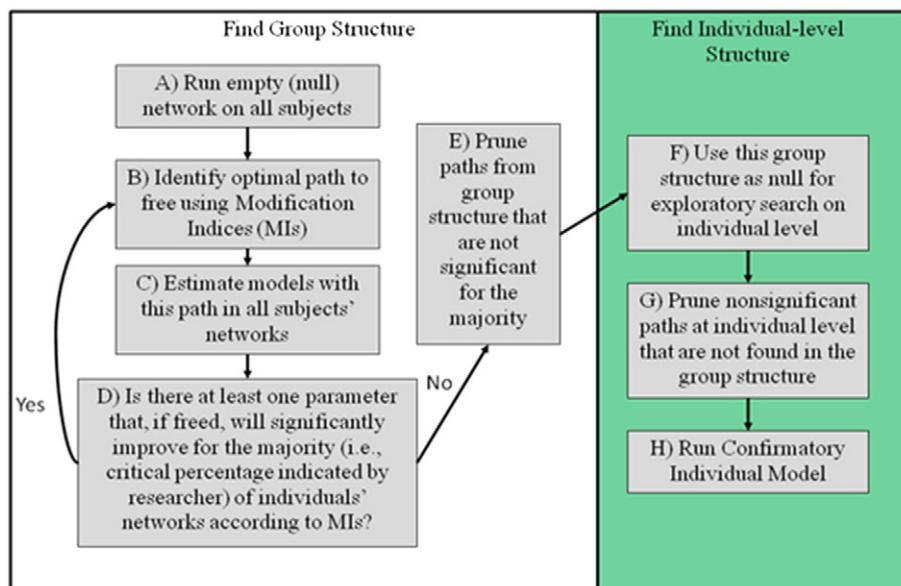 Find Group Structure
A) Run empty (null)
network on all subjects
B) Identify optimal path to
free using Modification
Indices (MIs)
C) Estimate models with
this path in all subjects’
networks
D) Is there at least one parameter
that, if freed, will significantly
improve for the majority (i.e.,
critical percentage indicated by
researcher) of individuals’
networks according to MIs?
Yes
No
E) Prune
paths from
group
structure that
are not
significant
for the
majority
Find Individual-level
Structure
F) Use this group
structure as null for
exploratory search on
individual level
G) Prune nonsignificant
paths at individual level
that are not found in the
group structure
H) Run Confirmatory
Individual Model